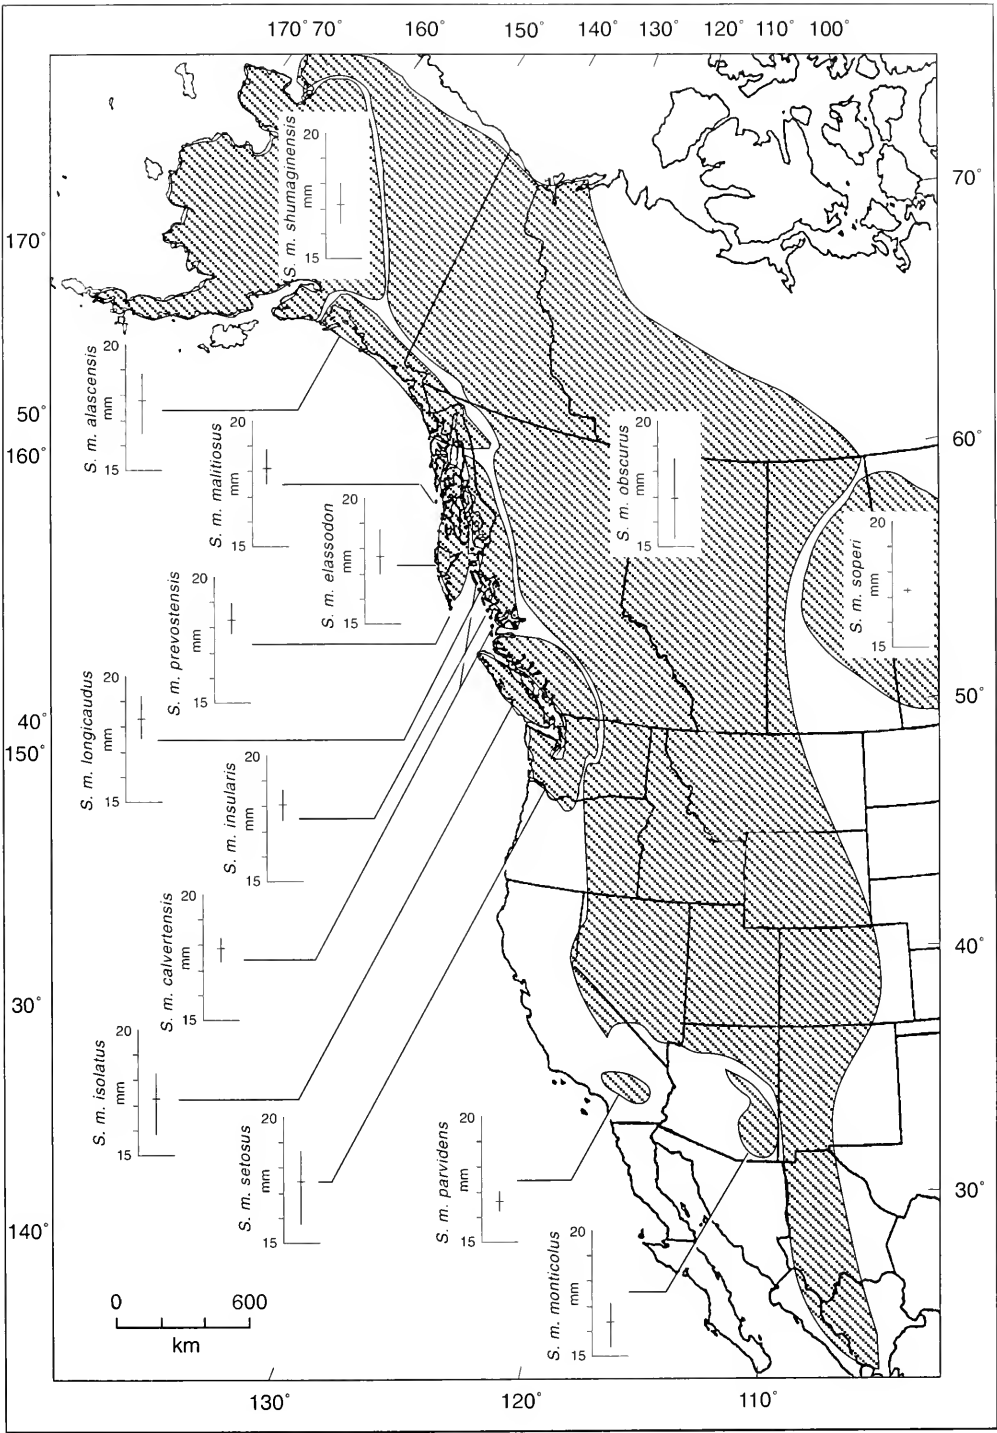 170° 70° 160° 150° 140° 130° 120° 110° 100°
70°
170°
50°
160°
60°
50°
40°
150°
40°
30°
30°
140°
130° 120° 110°
S. m. shumaginensis
20
mm
15
S. m. alascensis
20
mm
15
S. m. malitiosus
20
mm
15
S. m. obscurus
20
mm
15
S. m. elassodon
20
mm
15
S. m. soperi
20
mm
15
S. m. prevostensis
20
mm
15
S. m. longicaudus
20
mm
15
S. m. insularis
20
mm
15
S. m. calvertensis
20
mm
15
S. m. isolatus
20
mm
15
S. m. setosus
20
mm
15
S. m. parvidens
20
mm
15
S. m. monticolus
20
mm
15
0 600
km